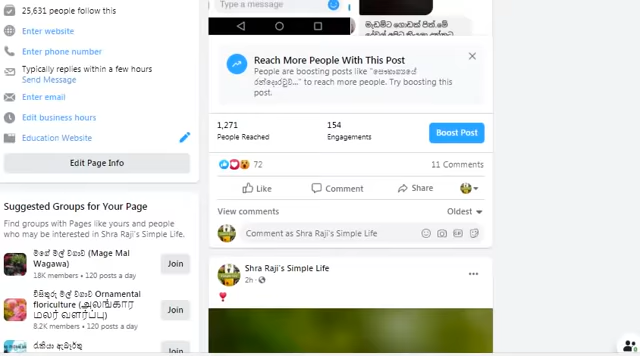 25,631 people follow this
Enter website
Enter phone number
Typically replies within a few hours
Send Message
Enter email
Edit business hours
Education Website
Edit Page Info
Suggested Groups for Your Page
Find groups with Pages like yours and people
who may be interested in Shra Raji's Simple Life.
මගේ මල් වගාව (Mage Mal
Wagawa)
18K members • 120 posts a day
Join
විසිතුරු මල් වගාව Ornamental
floriculture (அலங்கார
மலர் வளர்ப்பு)
8.2K members • 120 posts a day
Join
Join
Type a message
Reach More People With This Post
People are boosting posts like
to reach more people. Try boosting this
post.
1,271
People Reached
154
Engagements
Boost Post
72
11 Comments
Like
Comment
Share
View comments
Oldest
Comment as Shra Raji's Simple Life
GIF
Shra Raji's Simple Life
2h